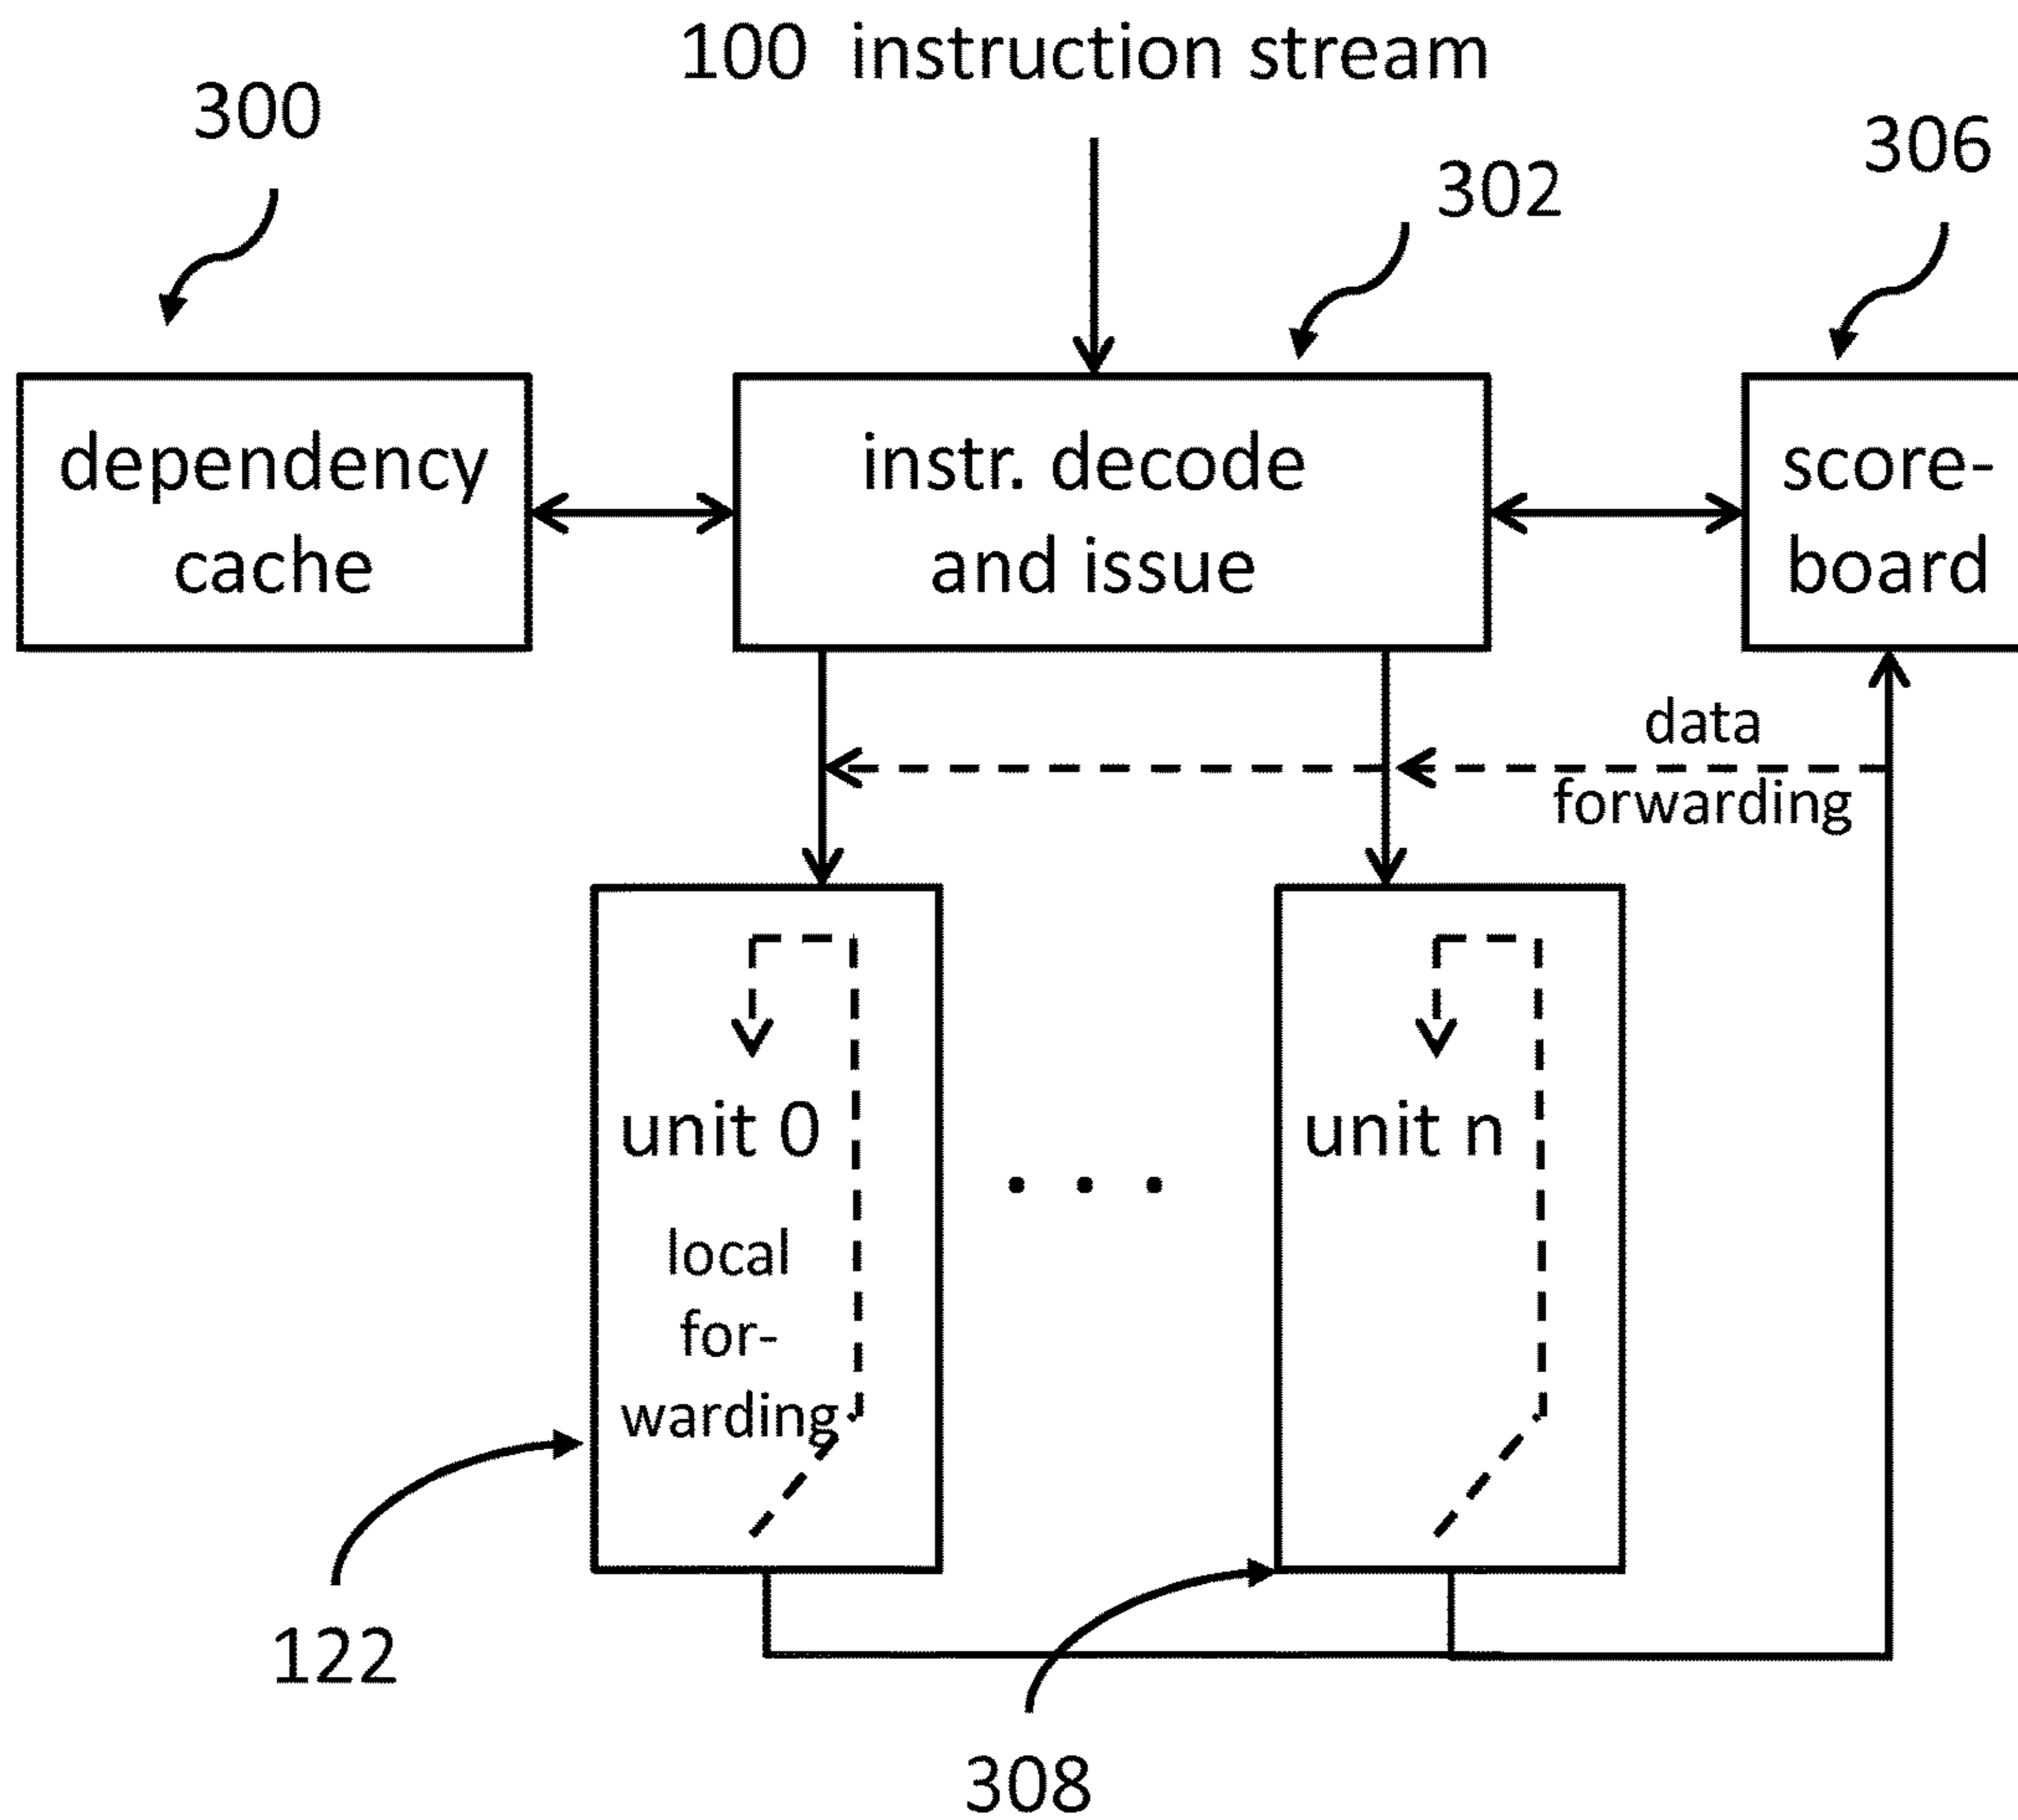 100 instruction stream
300
306
302
dependency
cache
instr. decode
and issue
score-
board
data
forwarding
unit 0
local
for-
warding
unit n
122
308